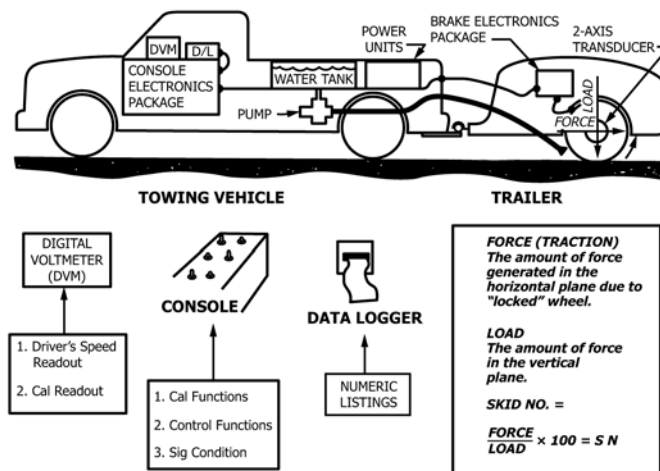 DVM
D/L
CONSOLE
ELECTRONICS
PACKAGE
WATER TANK
PUMP
POWER
UNITS
BRAKE ELECTRONICS
PACKAGE
2-AXIS
TRANSDUCER
LOAD
FORCE
TOWING VEHICLE
TRAILER
DIGITAL
VOLTMETER
(DVM)
1. Driver's Speed
Readout
2. Cal Readout
CONSOLE
1. Cal Functions
2. Control Functions
3. Sig Condition
DATA LOGGER
NUMERIC
LISTINGS
FORCE (TRACTION)
The amount of force
generated in the
horizontal plane due to
"locked" wheel.
LOAD
The amount of force
in the vertical
plane.
SKID NO. =
FORCE
LOAD × 100 = S N